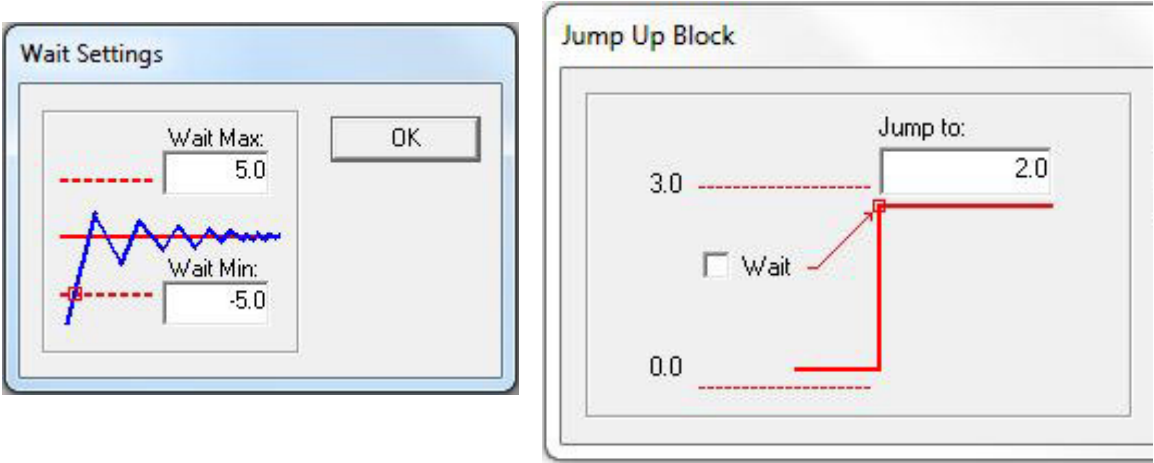 Wait Settings
Wait Max:
5.0
OK
Wait Min:
-5.0
Jump Up Block
Jump to:
2.0
3.0
Wait
0.0